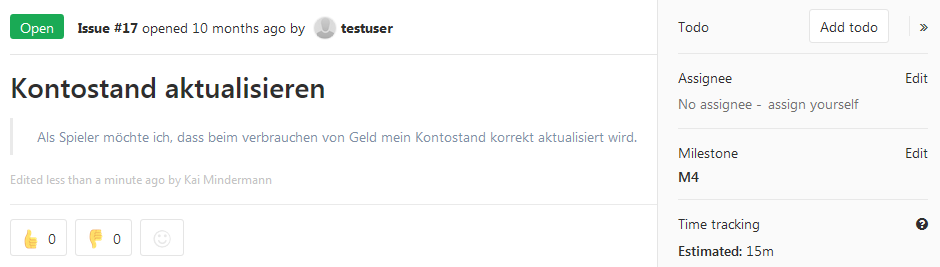 Open Issue #17 opened 10 months ago by testuser
Kontostand aktualisieren
Als Spieler möchte ich, dass beim verbrauchen von Geld mein Kontostand korrekt aktualisiert wird.
Edited less than a minute ago by Kai Mindermann
0 0
Todo Add todo »
Assignee Edit
No assignee - assign yourself
Milestone Edit
M4
Time tracking ?
Estimated: 15m